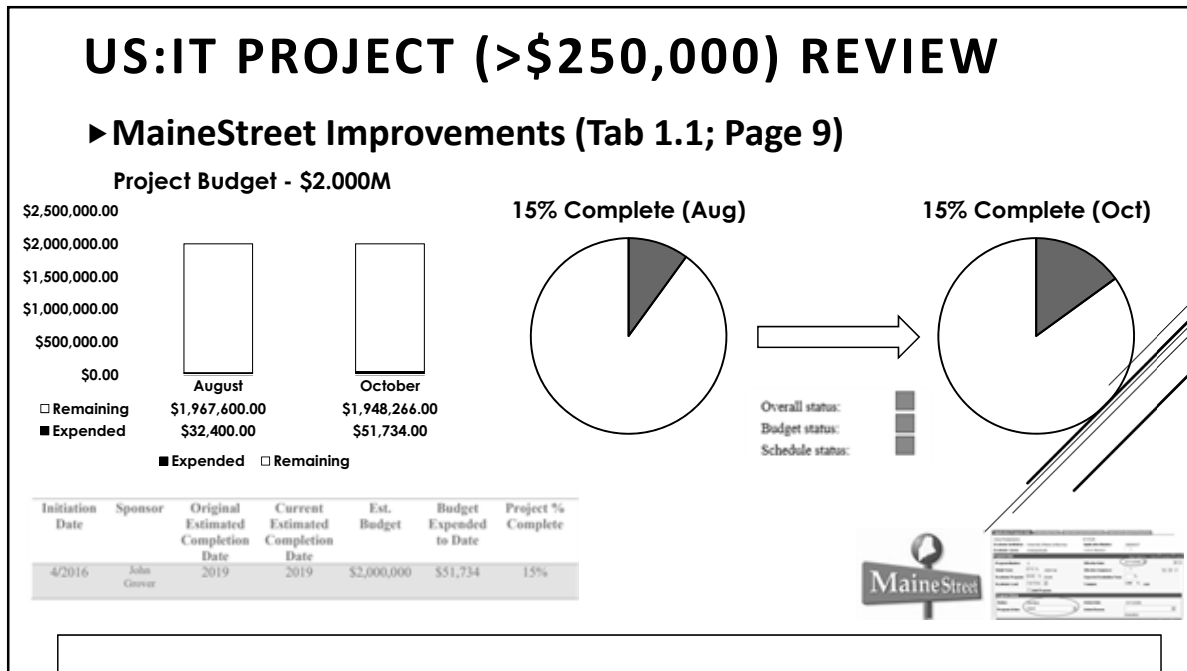 US:IT PROJECT (>$250,000) REVIEW
▶MaineStreet Improvements (Tab 1.1; Page 9)
Project Budget - $2.000M
$2,500,000.00
$2,000,000.00
$1,500,000.00
$1,000,000.00
$500,000.00
$0.00
August October
Remaining $1,967,600.00 $1,948,266.00
Expended $32,400.00 $51,734.00
Expended Remaining
15% Complete (Aug)
15% Complete (Oct)
Overall status:
Budget status:
Schedule status:
Initiation Date Sponsor Original Estimated Completion Date Current Estimated Completion Date Est. Budget Budget Expended to Date Project % Complete
4/2016 John Grover 2019 2019 $2,000,000 $51,734 15%
MaineStreet